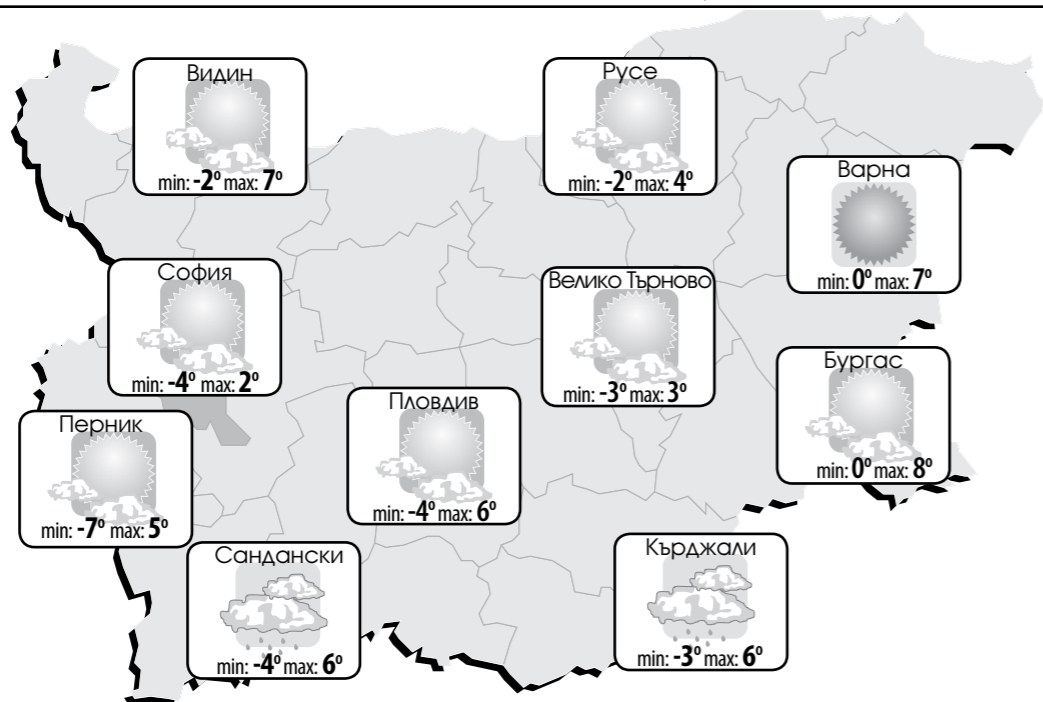 Видин
min: -2° max: 7°
Русе
min: -2° max: 4°
Варна
min: 0° max: 7°
София
min: -4° max: 2°
Велико Търново
min: -3° max: 3°
Бургас
min: 0° max: 8°
Пловдив
min: -4° max: 6°
Перник
min: -7° max: 5°
Сандански
min: -4° max: 6°
Кърджали
min: -3° max: 6°